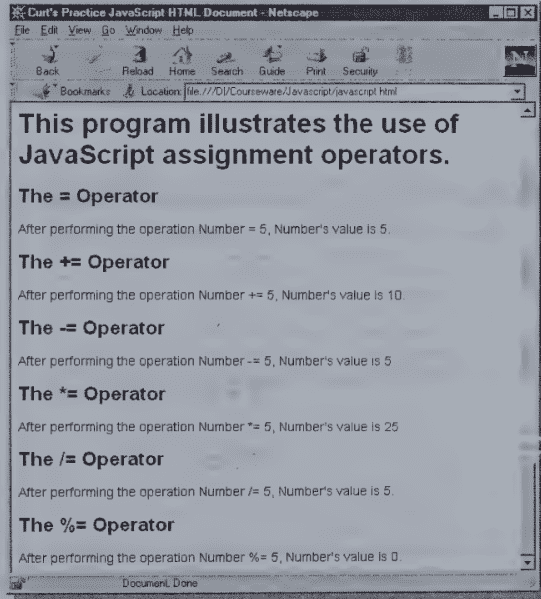 Curt's Practice JavaScript HTML Document - Netscape
File Edit View Go Window Help
Back Reload Home Search Guide Print Security
Bookmarks Location: file:///D|/Courseware/Javascript/javascript.html
This program illustrates the use of
JavaScript assignment operators.
The = Operator
After performing the operation Number = 5, Number's value is 5.
The += Operator
After performing the operation Number += 5, Number's value is 10.
The -= Operator
After performing the operation Number -= 5, Number's value is 5
The *= Operator
After performing the operation Number *= 5, Number's value is 25
The /= Operator
After performing the operation Number /= 5, Number's value is 5.
The %= Operator
After performing the operation Number %= 5, Number's value is 0.
Document: Done